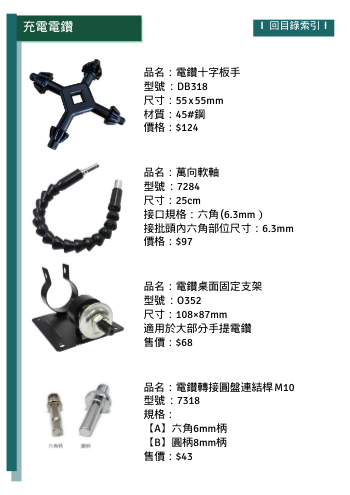 充電電鑽
I 回目錄索引 I
品名：電鑽十字板手
型號：DB318
尺寸：55x55mm
材質：45#鋼
價格：$124
品名：萬向軟軸
型號：7284
尺寸：25cm
接口規格：六角(6.3mm)
接批頭內六角部位尺寸：6.3mm
價格：$97
品名：電鑽桌面固定支架
型號：O352
尺寸：108×87mm
適用於大部分手提電鑽
售價：$68
品名：電鑽轉接圓盤連結桿M10
型號：7318
規格：
【A】六角6mm柄
【B】圓柄8mm柄
售價：$43
六角柄
圓柄